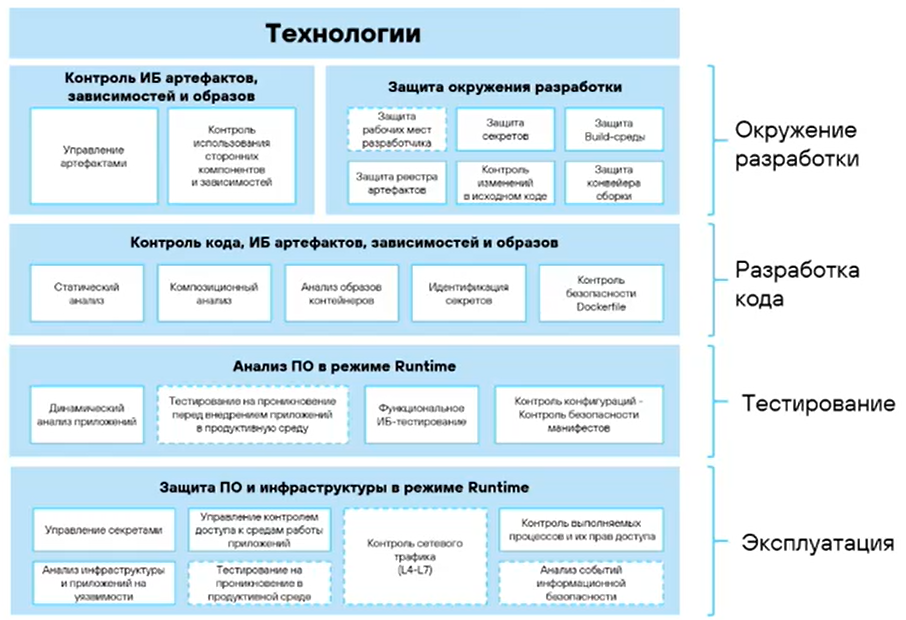 Технологии
Контроль ИБ артефактов,
зависимостей и образов
Управление
артефактами
Контроль
использования
сторонних
компонентов
и зависимостей
Защита окружения разработки
Защита
рабочих мест
разработчика
Защита
секретов
Защита
Build-среды
Защита реестра
артефактов
Контроль
изменений
в исходном коде
Защита
конвейера
сборки
Окружение
разработки
Контроль кода, ИБ артефактов, зависимостей и образов
Статический
анализ
Композиционный
анализ
Анализ образов
контейнеров
Идентификация
секретов
Контроль
безопасности
Dockerfile
Разработка
кода
Анализ ПО в режиме Runtime
Динамический
анализ приложений
Тестирование на проникновение
перед внедрением приложений
в продуктивную среду
Функциональное
ИБ-тестирование
Контроль конфигураций -
Контроль безопасности
манифестов
Тестирование
Защита ПО и инфраструктуры в режиме Runtime
Управление секретами
Управление контролем
доступа к средам работы
приложений
Контроль сетевого
трафика
(L4-L7)
Контроль выполняемых
процессов и их прав доступа
Анализ инфраструктуры
и приложений на
уязвимости
Тестирование на
проникновение в
продуктивной среде
Анализ событий
информационной
безопасности
Эксплуатация